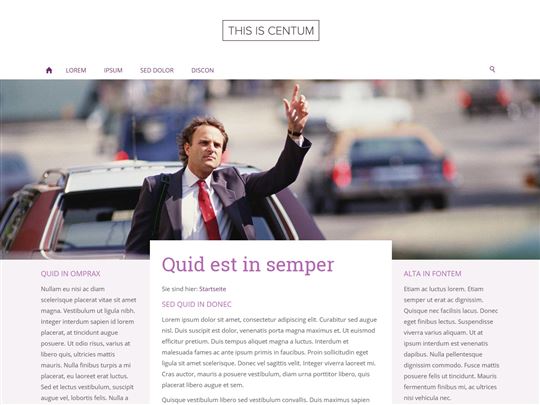 THIS IS CENTUM
LOREM IPSUM SED DOLOR DISCON
QUID IN OMPRAX
Nullam eu nisi ac diam
scelerisque placerat vitae sit amet
massa. Vestibulum ut ligula nibh.
Integer interdum sapien id lorem
placerat, at tincidunt augue
posuere. Ut odio risus, varius at
libero quis, ultricies mattis
mauris. Nulla finibus turpis a mi
placerat, eu laoreet erat luctus.
Sed et lectus vestibulum, suscipit
augue vel, lobortis libero. Nulla a
Quid est in semper
Sie sind hier: Startseite
SED QUID IN DONEC
Lorem ipsum dolor sit amet, consectetur adipiscing elit. Curabitur sed augue
nisl. Duis suscipit est dolor, venenatis porta magna maximus et, Ut euismod
efficitur pretium. Duis tempus aliquet magna a luctus. Interdum et
malesuada fames ac ante ipsum primis in faucibus. Proin sollicitudin eget
lectus sit amet scelerisque. Donec vel sagittis velit. Integer laoreet mi orci.
Cras auctor, mauris a posuere vestibulum, diam urna porttitor libero, quis
placerat libero augue et sem.
Quisque vestibulum libero sed orci vestibulum convallis. Duis maximus sapien
ALTA IN FONTEM
Etiam ac luctus lorem. Etiam
semper ut erat ac dignissim.
Quisque nec facilisis lacus. Donec
eget finibus lectus. Suspendisse
viverra varius aliquam. Ut at
ipsum interdum est venenatis
dapibus. Nulla pellentesque
dignissim commodo. Fusce mattis
posuere felis ut tincidunt. Mauris
fermentum finibus mi, ac ultricies
nisi vehicula nec.